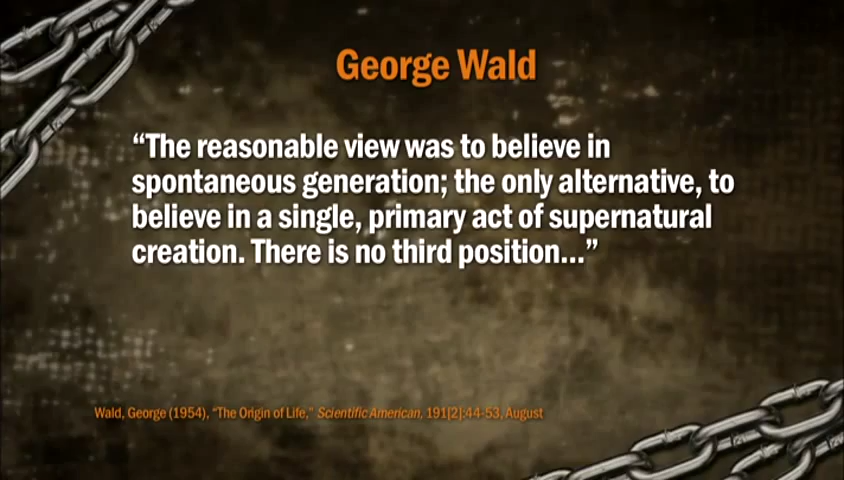 George Wald
“The reasonable view was to believe in
spontaneous generation; the only alternative, to
believe in a single, primary act of supernatural
creation. There is no third position...”
Wald, George (1954), “The Origin of Life,” Scientific American, 191[2]:44-53, August